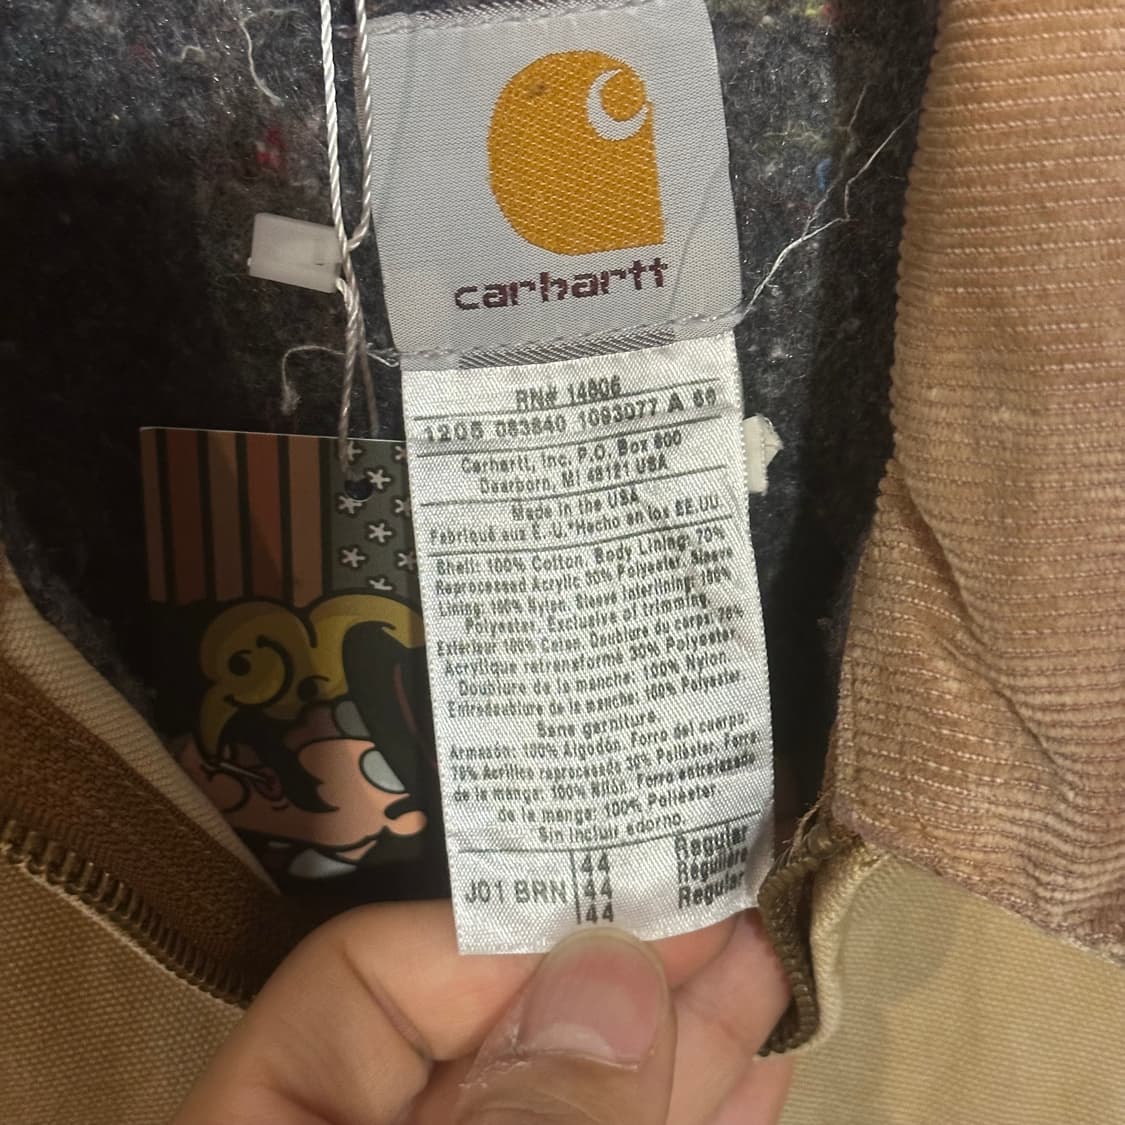 carhartt
RN# 14806
1205 083840 1093077 A 56
Carhartt, Inc. P.O. Box 600
Dearborn, MI 48121 USA
Made in the USA
Fabriqué aux E.U.*Hecho en los EE.UU
Shell: 100% Cotton. Body Lining: 70%
Reprocessed Acrylic 30% Polyester. Sleeve
Lining: 100% Nylon. Sleeve Interlining: 100%
Polyester. Exclusive of trimming.
Extérieur 100% Coton. Doublure du corps: 70%
Acrylique retransformé 30% Polyester.
Doublure de la manche: 100% Nylon.
Entredoublure de la manche: 100% Polyester.
Sans garniture.
Armazón: 100% Algodón. Forro del cuerpo:
70% Acrílico reprocesado 30% Poliéster. Forro
de la manga: 100% Nilon. Forro entrelazado
de la manga: 100% Poliéster.
Sin incluir adorno.
44 Regular
J01 BRN 44 Régulière
44 Regular